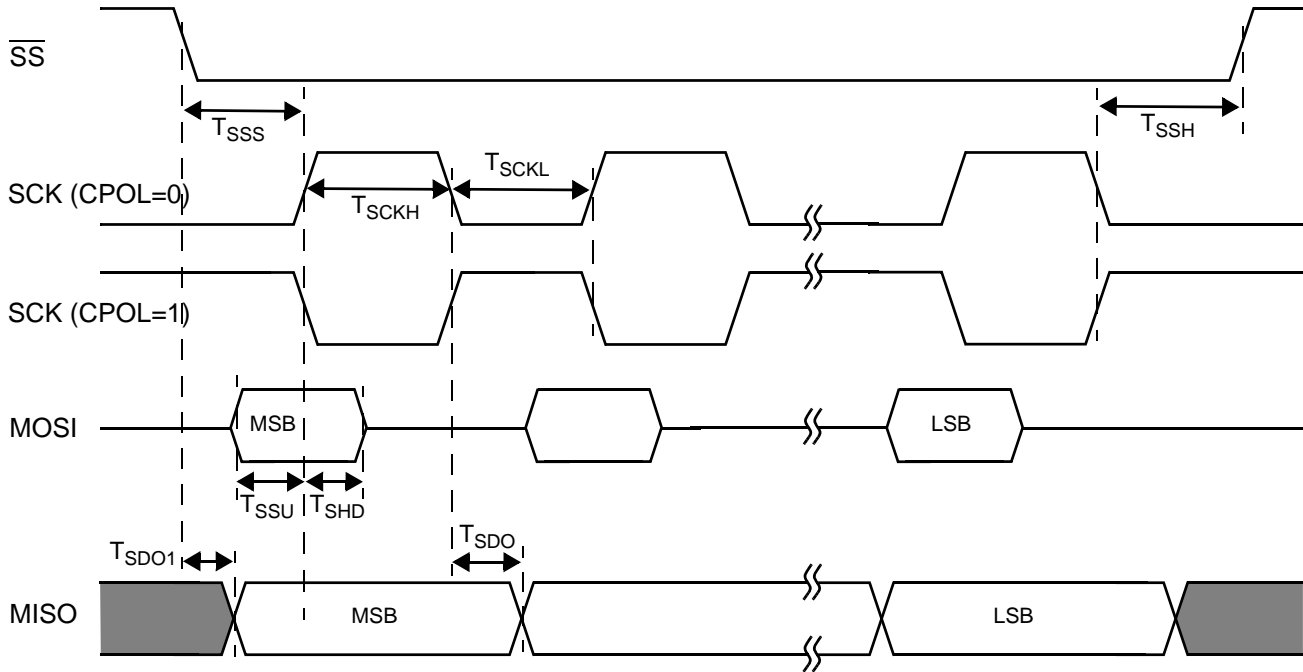 SS
TSSS
TSSH
SCK (CPOL=0)
TSCKH
TSCKL
SCK (CPOL=1)
MOSI
MSB
LSB
TSSU
TSHD
TSDO1
TSDO
MISO
MSB
LSB